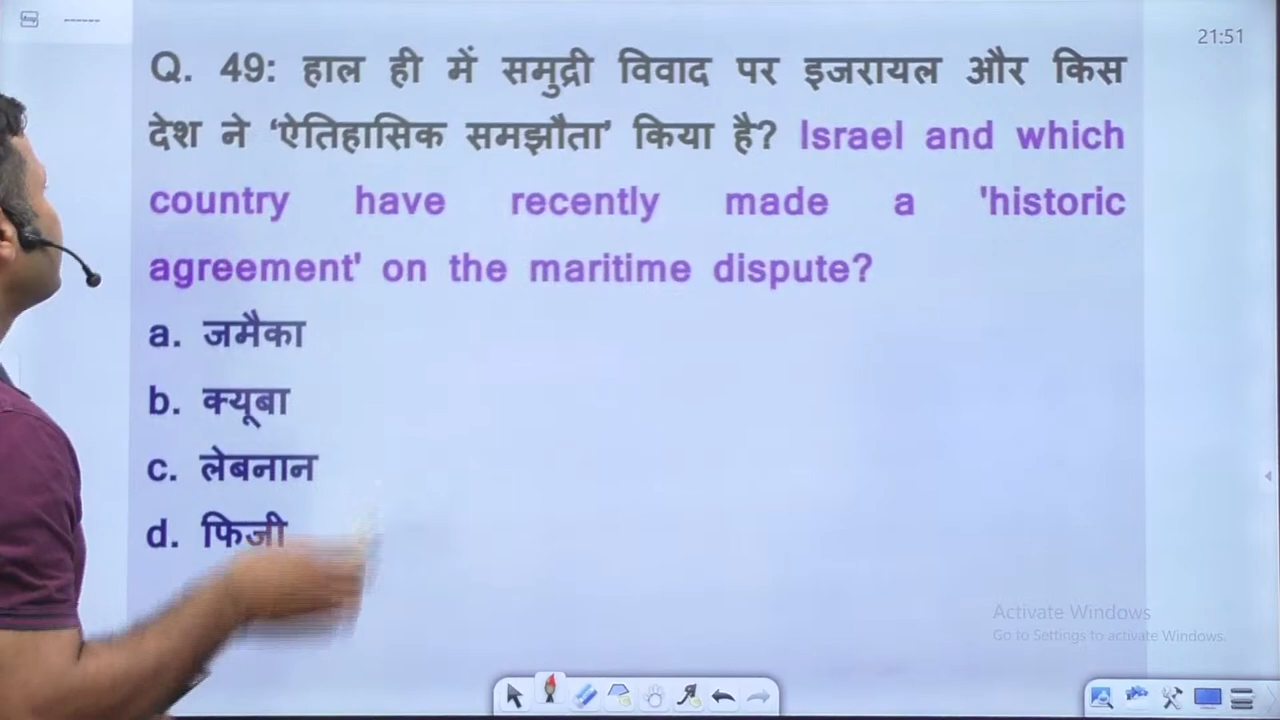 21:51
Q. 49: हाल ही में समुद्री विवाद पर इजरायल और किस
देश ने ‘ऐतिहासिक समझौता’ किया है? Israel and which
country have recently made a 'historic
agreement' on the maritime dispute?
a. जमैका
b. क्यूबा
c. लेबनान
d. फिजी
Activate Windows
Go to Settings to activate Windows.